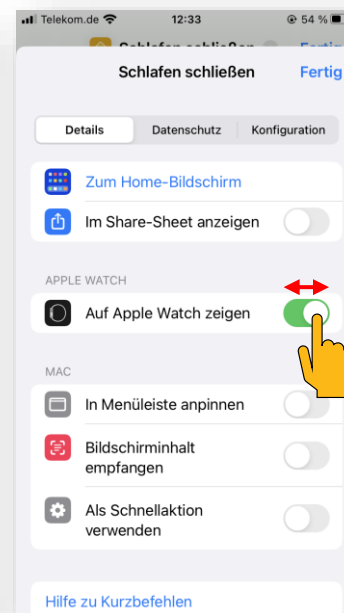 Telekom.de 12:33 54 %
Schlafen schließen Fertig
Details Datenschutz Konfiguration
Zum Home-Bildschirm
Im Share-Sheet anzeigen
APPLE WATCH
Auf Apple Watch zeigen
MAC
In Menüleiste anpinnen
Bildschirminhalt
empfangen
Als Schnellaktion
verwenden
Hilfe zu Kurzbefehlen